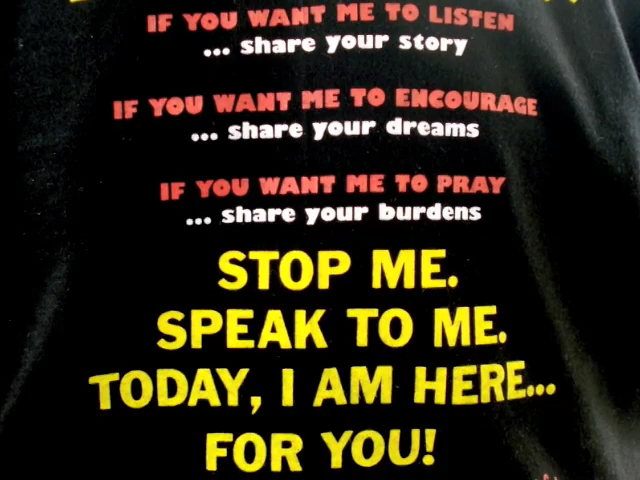 IF YOU WANT ME TO LISTEN
... share your story
IF YOU WANT ME TO ENCOURAGE
... share your dreams
IF YOU WANT ME TO PRAY
... share your burdens
STOP ME.
SPEAK TO ME.
TODAY, I AM HERE...
FOR YOU!